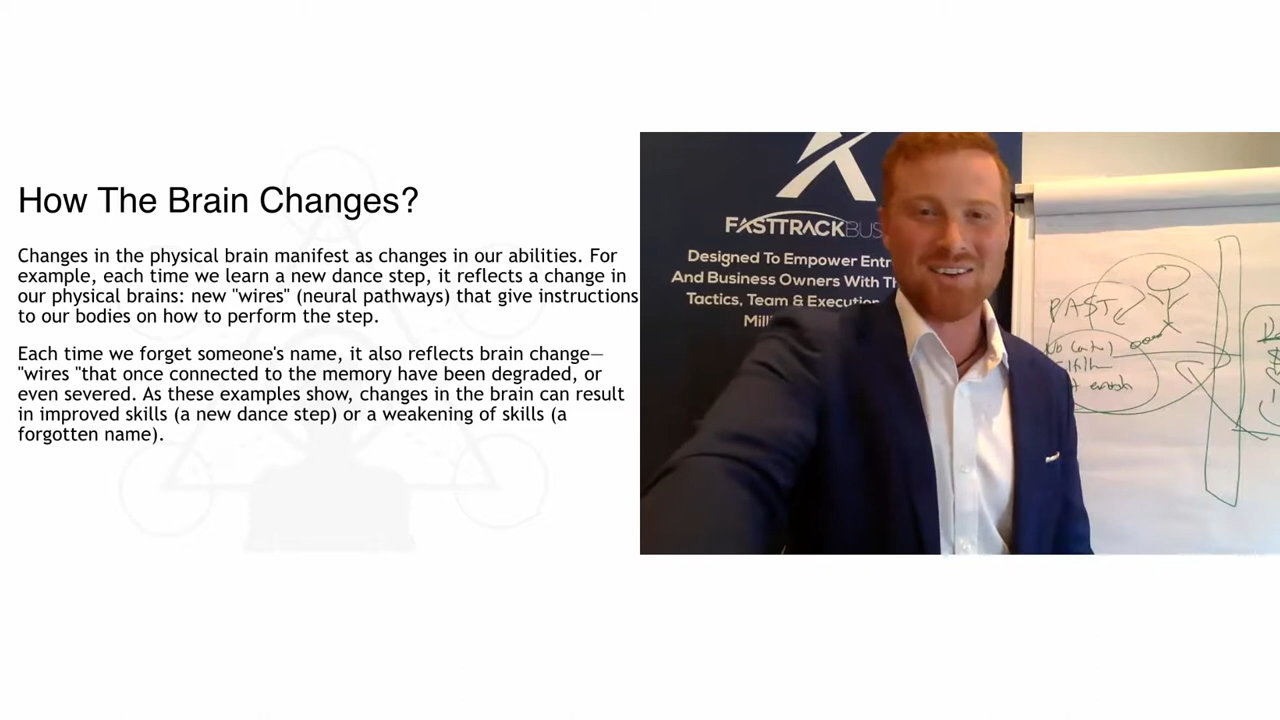 How The Brain Changes?
Changes in the physical brain manifest as changes in our abilities. For
example, each time we learn a new dance step, it reflects a change in
our physical brains: new "wires" (neural pathways) that give instructions
to our bodies on how to perform the step.
Each time we forget someone's name, it also reflects brain change—
"wires "that once connected to the memory have been degraded, or
even severed. As these examples show, changes in the brain can result
in improved skills (a new dance step) or a weakening of skills (a
forgotten name).
FASTTRACKBUS
Designed To Empower Entr
And Business Owners With Th
Tactics, Team & Execution
Mill
PAST
No